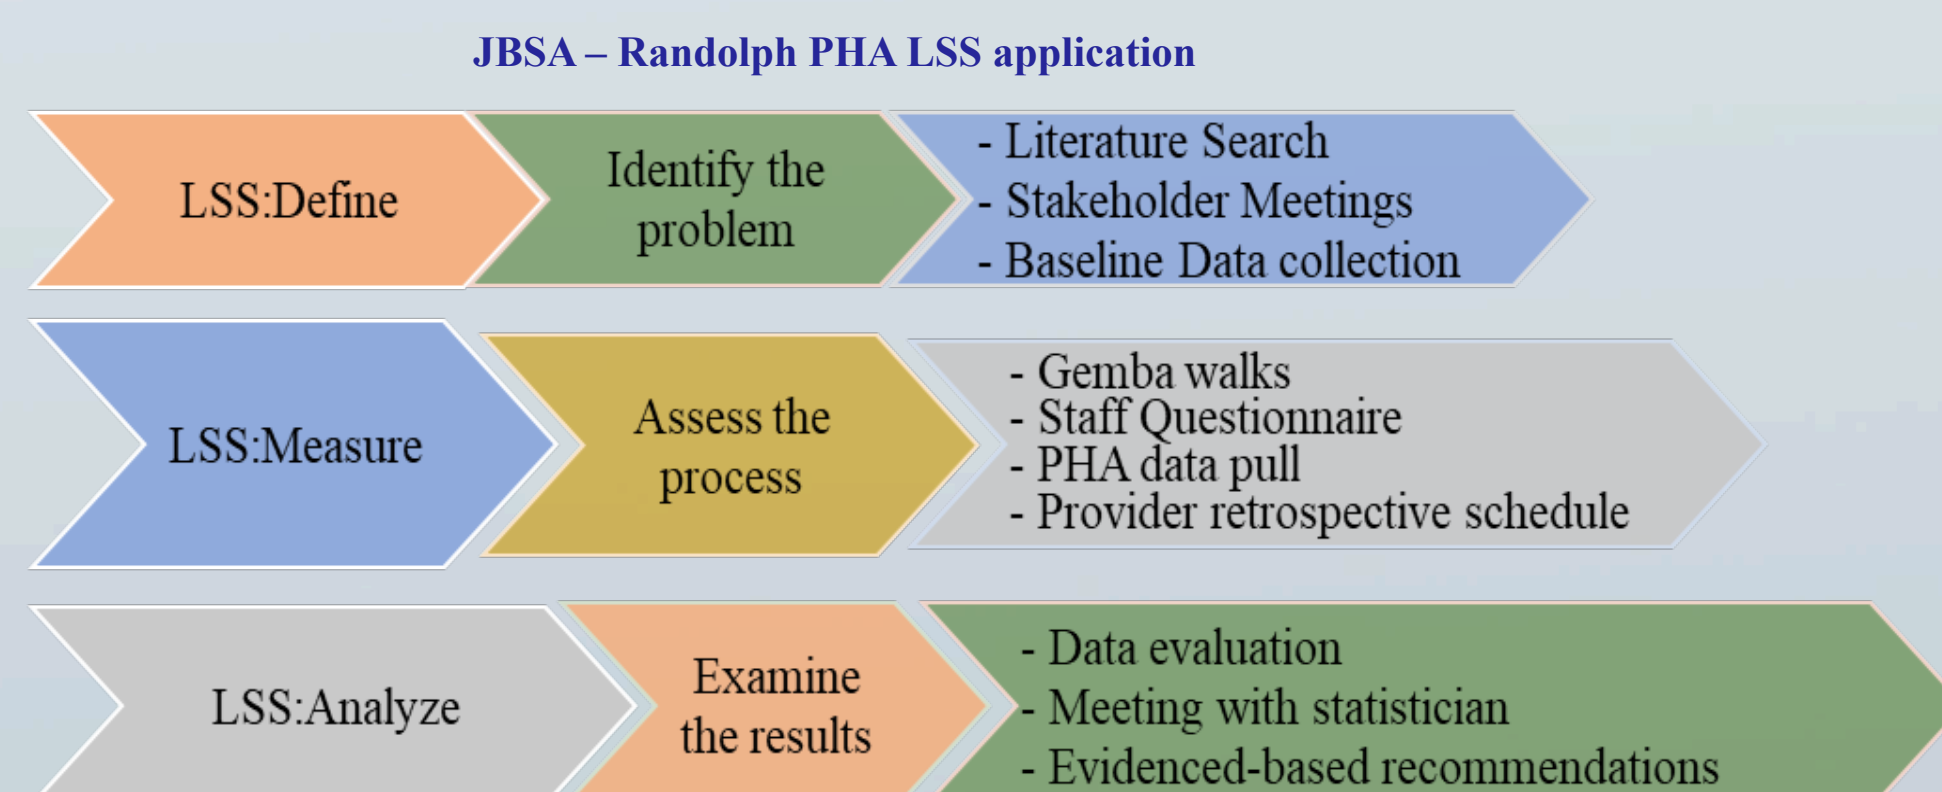 JBSA – Randolph PHA LSS application
LSS:Define
Identify the
problem
- Literature Search
- Stakeholder Meetings
- Baseline Data collection
LSS:Measure
Assess the
process
- Gemba walks
- Staff Questionnaire
- PHA data pull
- Provider retrospective schedule
LSS:Analyze
Examine
the results
- Data evaluation
- Meeting with statistician
- Evidenced-based recommendations